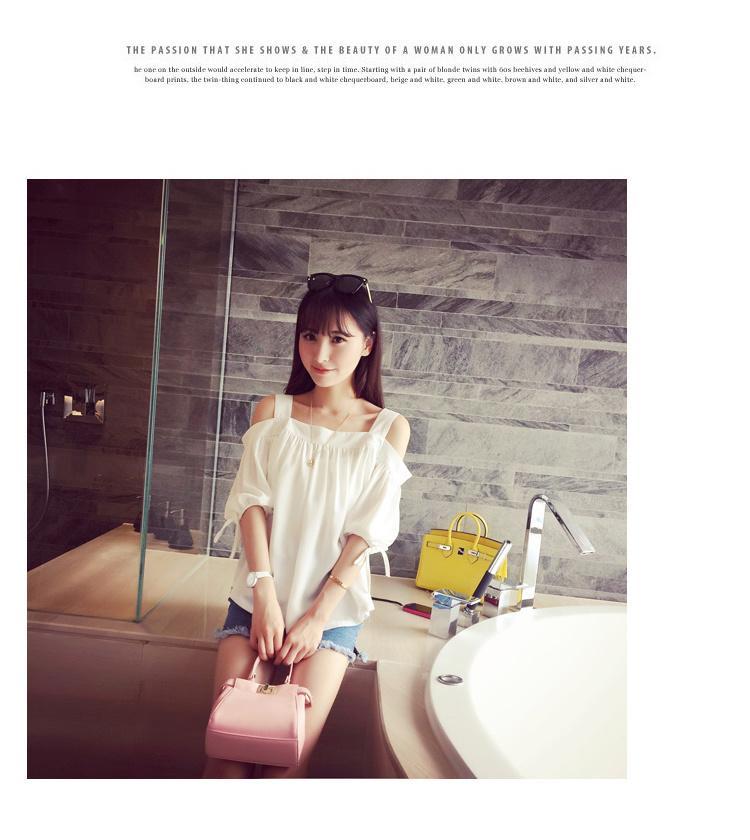 THE PASSION THAT SHE SHOWS & THE BEAUTY OF A WOMAN ONLY GROWS WITH PASSING YEARS.
he one on the outside would accelerate to keep in line, step in time. Starting with a pair of blonde twins with 60s beehives and yellow and white chequer-
board prints, the twin-thing continued to black and white chequerboard, beige and white, green and white, brown and white, and silver and white.